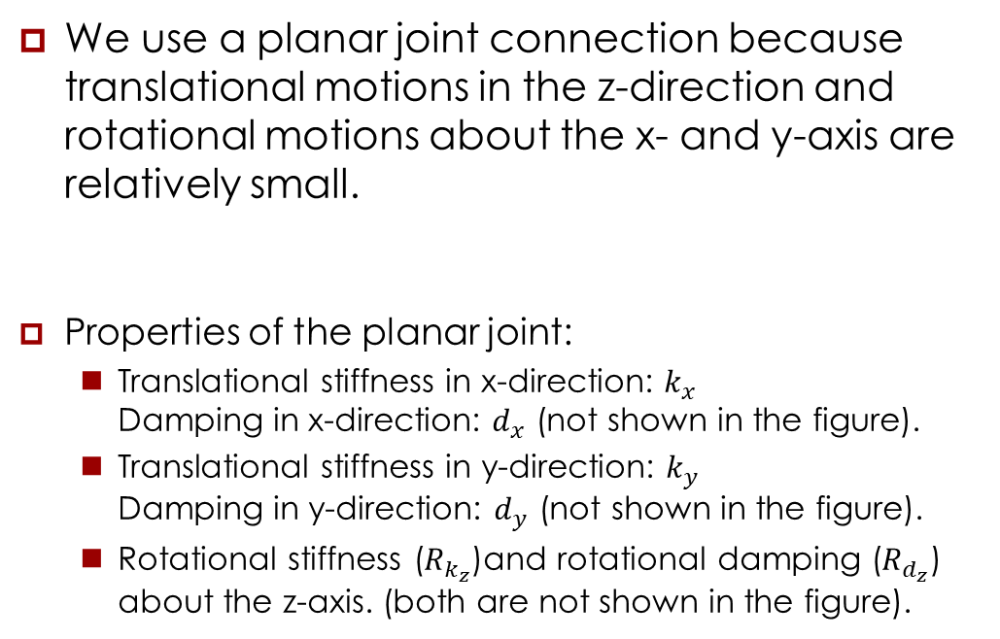 We use a planar joint connection because
translational motions in the z-direction and
rotational motions about the x- and y-axis are
relatively small.
Properties of the planar joint:
Translational stiffness in x-direction: kₓ
Damping in x-direction: dₓ (not shown in the figure).
Translational stiffness in y-direction: k_y
Damping in y-direction: d_y (not shown in the figure).
Rotational stiffness (R_{k_z})and rotational damping (R_{d_z})
about the z-axis. (both are not shown in the figure).